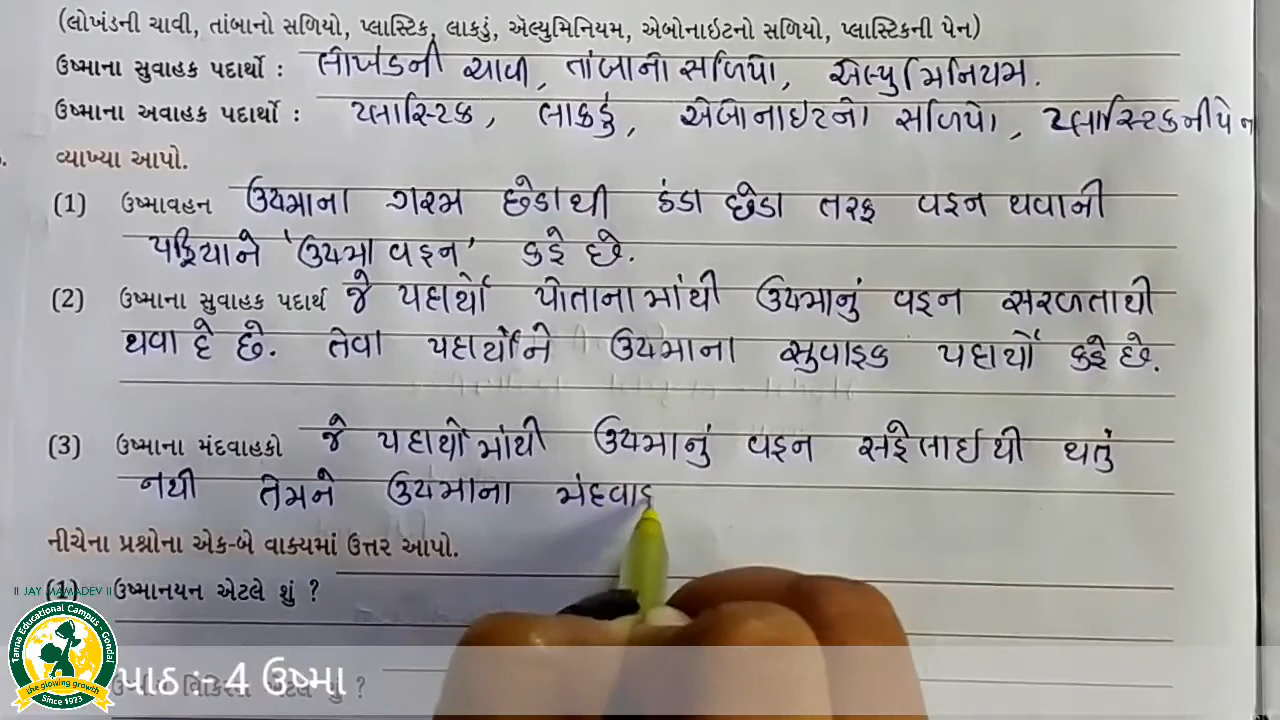 (લોખંડની ચાવી, તાંબાનો સળિયો, પ્લાસ્ટિક, લાકડું, ઍલ્યુમિનિયમ, એબોનાઇટનો સળિયો, પ્લાસ્ટિકની પેન)
ઉષ્માના સુવાહક પદાર્થો : લોખંડની ચાવી, તાંબાનો સળિયો, ઍલ્યુમિનિયમ.
ઉષ્માના અવાહક પદાર્થો : પ્લાસ્ટિક, લાકડું, એબોનાઇટનો સળિયો, પ્લાસ્ટિકની પેન
વ્યાખ્યા આપો.
(1) ઉષ્માવહન ઉષ્માના ગરમ છેડાથી ઠંડા છેડા તરફ વહન થવાની
પ્રક્રિયાને 'ઉષ્માવહન' કહે છે.
(2) ઉષ્માના સુવાહક પદાર્થ જે પદાર્થો પોતાનામાંથી ઉષ્માનું વહન સરળતાથી
થવા દે છે. તેવા પદાર્થોને ઉષ્માના સુવાહક પદાર્થો કહે છે.
(3) ઉષ્માના મંદવાહકો જે પદાર્થોમાંથી ઉષ્માનું વહન સહેલાઈથી થતું
નથી તેમને ઉષ્માના મંદવાહ
નીચેના પ્રશ્નોના એક-બે વાક્યમાં ઉત્તર આપો.
(1) ઉષ્માનયન એટલે શું ?
એટલે શું ?
॥ JAY MAMADEV ॥
Tanna Educational Campus - Gondal
the glowing growth
Since 1973
પાઠ :- 4 ઉષ્મા